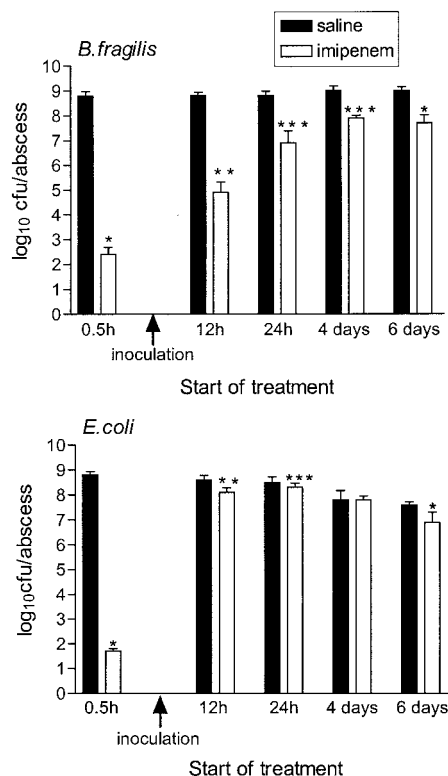 saline
imipenem
B.fragilis
log10 cfu/abscess
10
9
8
7
6
5
4
3
2
1
0
*
* *
* * *
* * *
*
0.5h
12h
24h
4 days
6 days
inoculation
Start of treatment
E.coli
log10cfu/abscess
10
9
8
7
6
5
4
3
2
1
0
*
* *
***
*
0.5h
12h
24h
4 days
6 days
inoculation
Start of treatment